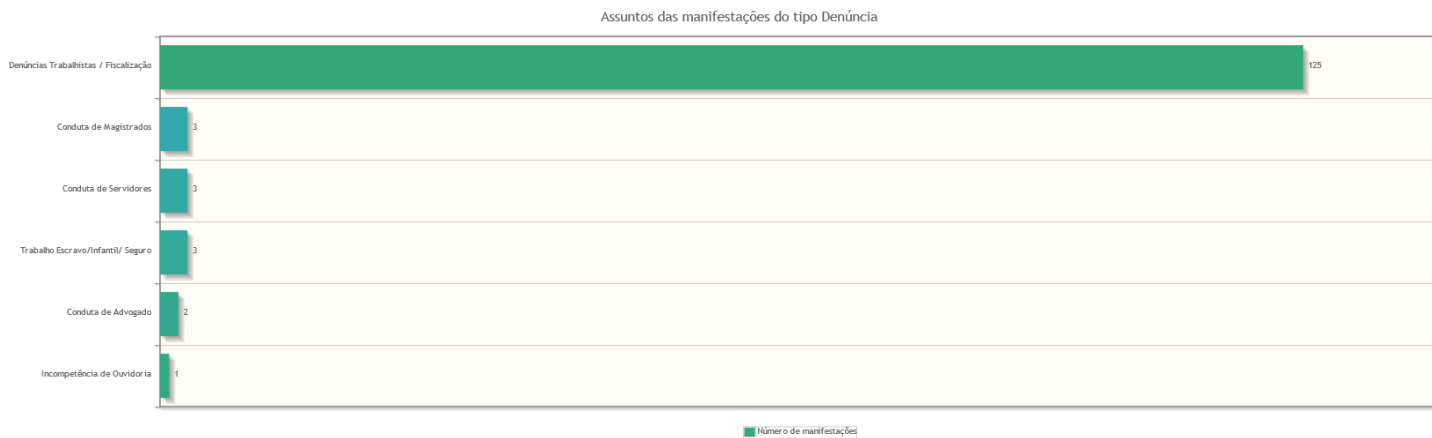 Assuntos das manifestações do tipo Denúncia
Denúncias Trabalhistas / Fiscalização
125
Conduta de Magistrados
3
Conduta de Servidores
3
Trabalho Escravo/Infantil/ Seguro
3
Conduta de Advogado
2
Incompetência de Ouvidoria
1
Número de manifestações